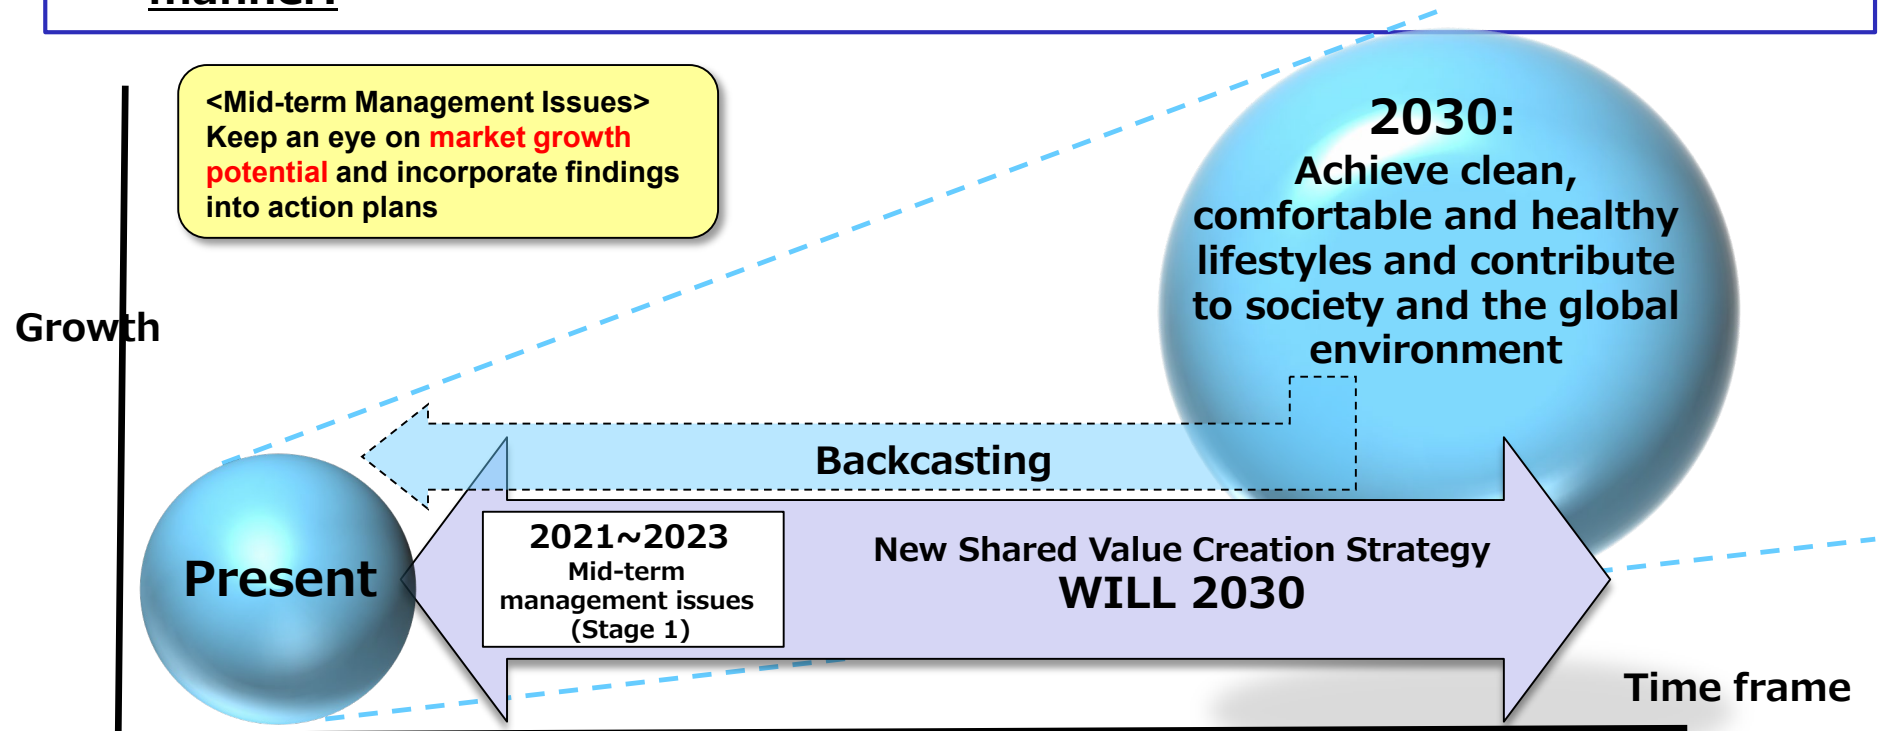 <Mid-term Management Issues>
Keep an eye on market growth
potential and incorporate findings
into action plans
2030:
Achieve clean,
comfortable and healthy
lifestyles and contribute
to society and the global
environment
Growth
Backcasting
Present
2021~2023
Mid-term
management issues
(Stage 1)
New Shared Value Creation Strategy
WILL 2030
Time frame